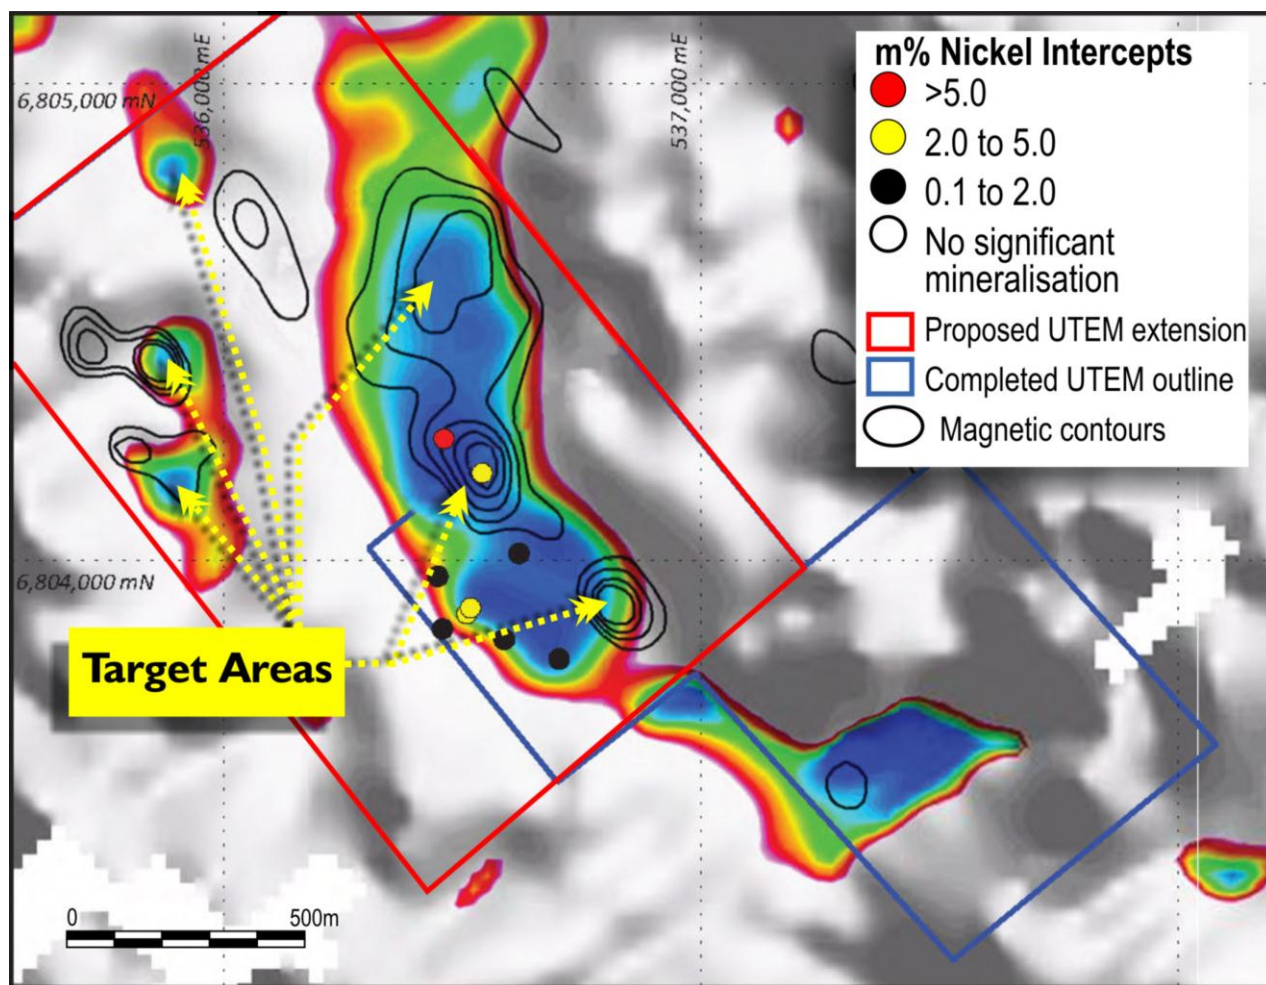 m% Nickel Intercepts
>5.0
2.0 to 5.0
0.1 to 2.0
No significant
mineralisation
Proposed UTEM extension
Completed UTEM outline
Magnetic contours
6,805,000 mN
536,000 mE
537,000 mE
6,804,000 mN
Target Areas
0 500m